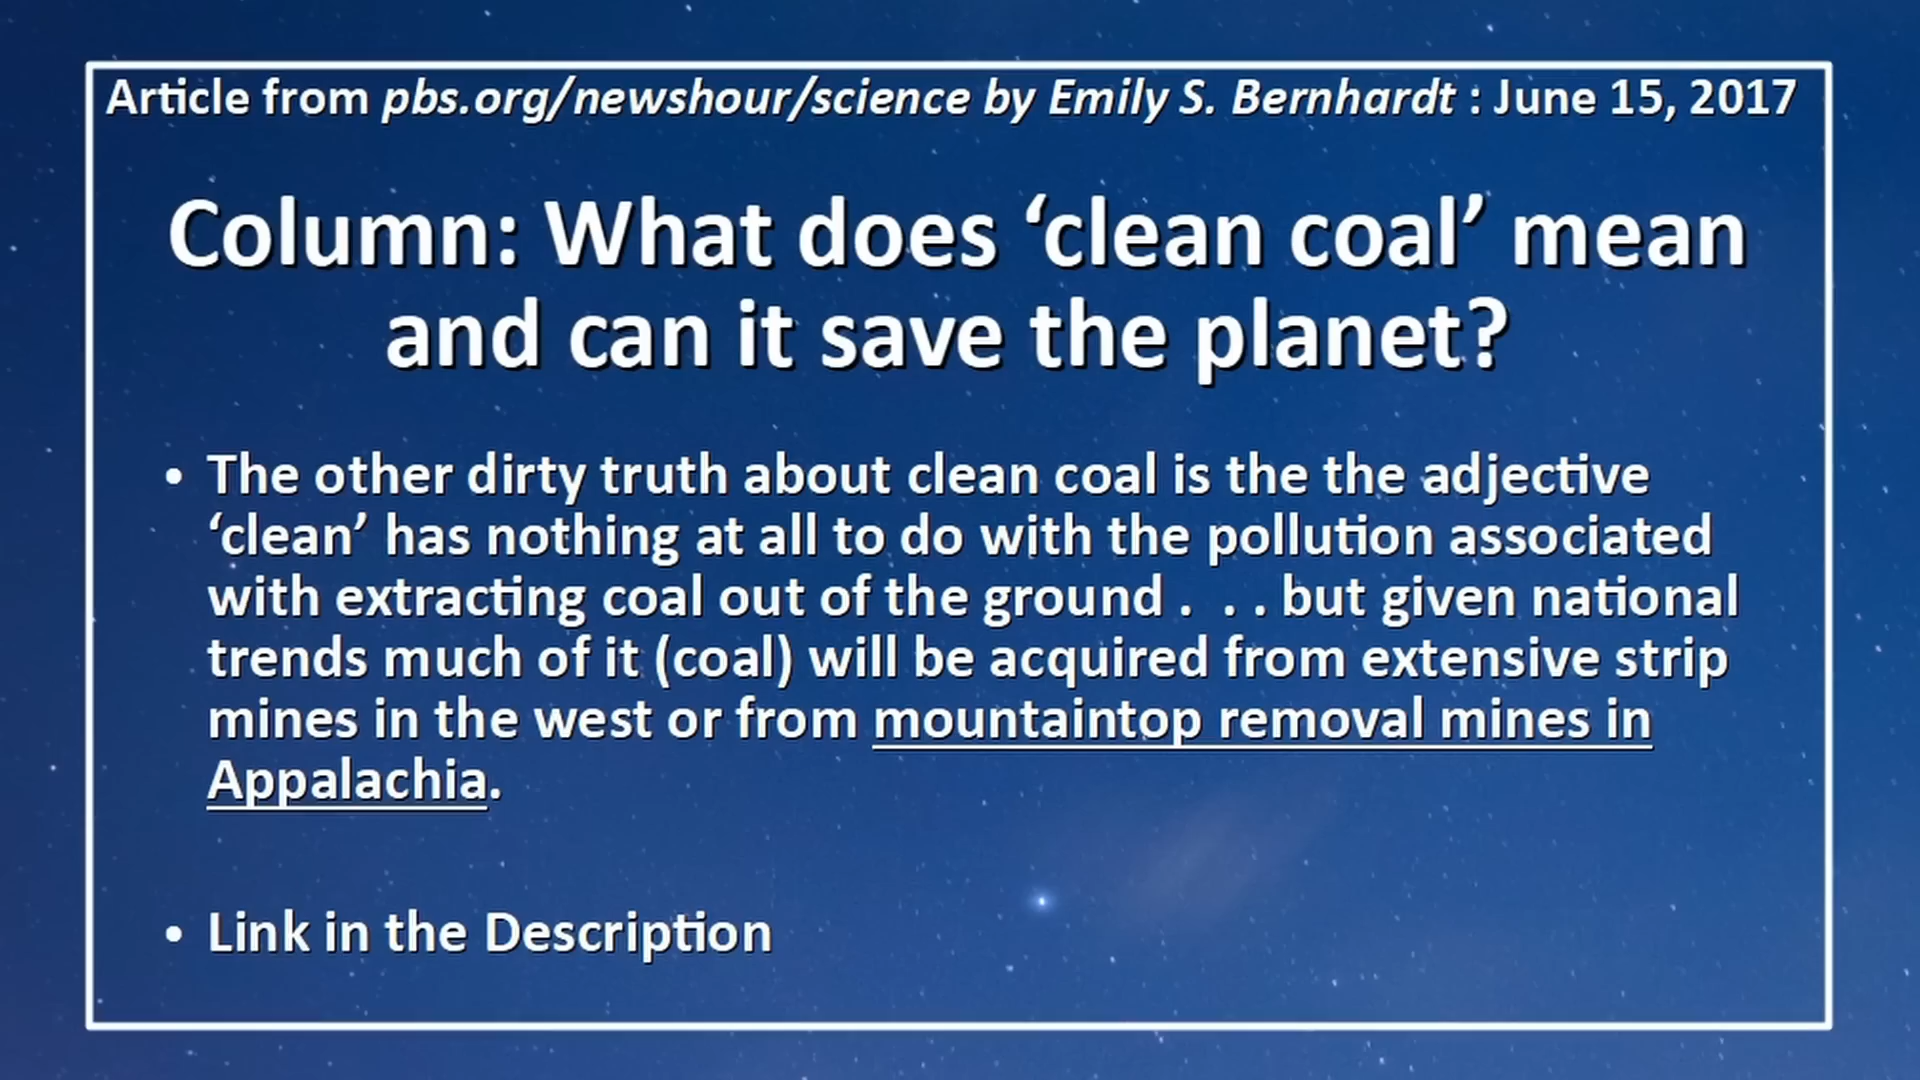 Article from pbs.org/newshour/science by Emily S. Bernhardt : June 15, 2017
Column: What does ‘clean coal’ mean
and can it save the planet?
• The other dirty truth about clean coal is the the adjective
‘clean’ has nothing at all to do with the pollution associated
with extracting coal out of the ground .  . . but given national
trends much of it (coal) will be acquired from extensive strip
mines in the west or from mountaintop removal mines in
Appalachia.
• Link in the Description